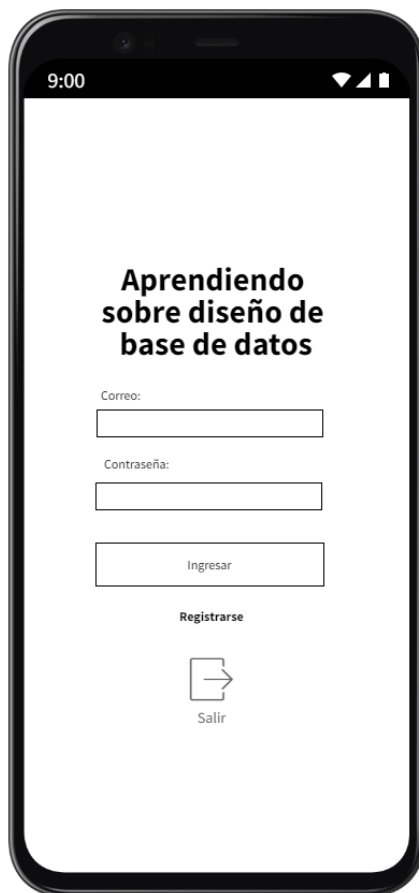 9:00
Aprendiendo
sobre diseño de
base de datos
Correo:
Contraseña:
Ingresar
Registrarse
Salir